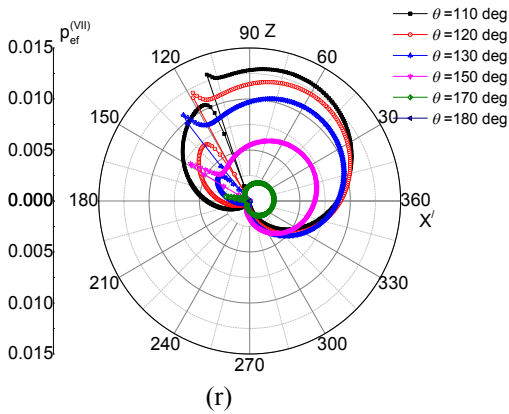 p_ef^(VII)
90 Z
θ =110 deg
θ =120 deg
θ =130 deg
θ =150 deg
θ =170 deg
θ =180 deg
0.015
0.010
0.005
0.000
0.005
0.010
0.015
120
60
150
30
180
360
X/
210
330
240
300
270
(r)